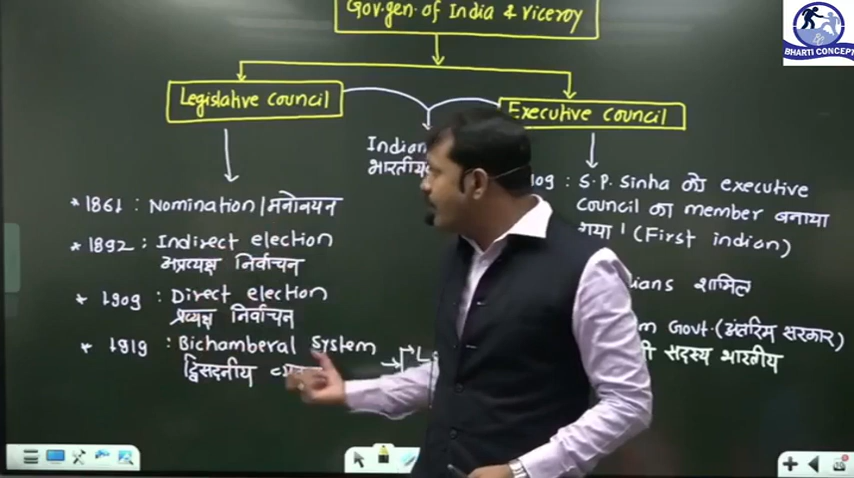 Gov.gen. of India & Viceroy
BHARTI CONCEPT
Legislative council
Executive council
Indian
भारतीय
* 1861 : Nomination/मनोनयन
* 1892 : Indirect election
अप्रत्यक्ष निर्वाचन
* 1909 : Direct election
प्रत्यक्ष निर्वाचन
* 1919 : Bichamberal System
द्विसदनीय
: S.P. Sinha को executive
council का member बनाया
गया । (First indian)
शामिल
Govt. (अंतरिम सरकार)
सदस्य भारतीय